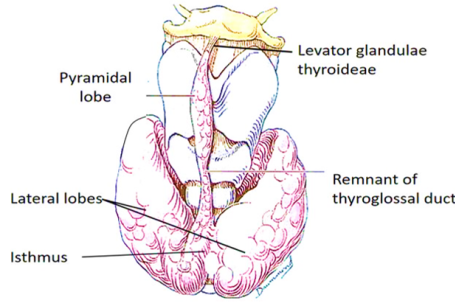 Levator glandulae
thyroideae
Pyramidal
lobe
Remnant of
thyroglossal duct
Lateral lobes
Isthmus